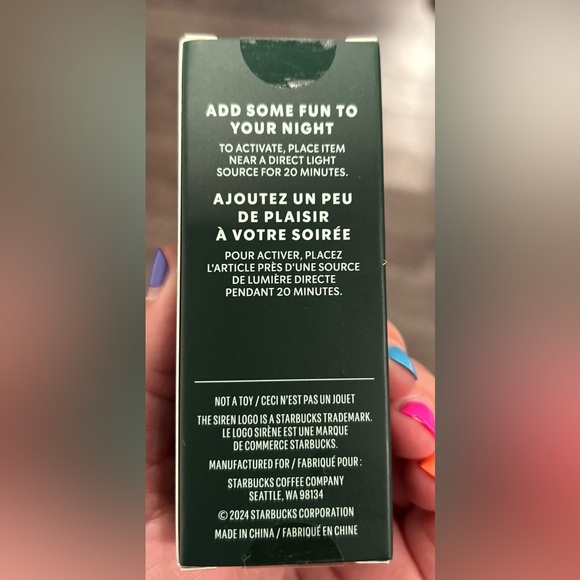 ADD SOME FUN TO
YOUR NIGHT
TO ACTIVATE, PLACE ITEM
NEAR A DIRECT LIGHT
SOURCE FOR 20 MINUTES.
AJOUTEZ UN PEU
DE PLAISIR
À VOTRE SOIRÉE
POUR ACTIVER, PLACEZ
L'ARTICLE PRÈS D'UNE SOURCE
DE LUMIÈRE DIRECTE
PENDANT 20 MINUTES.
NOT A TOY / CECI N'EST PAS UN JOUET
THE SIREN LOGO IS A STARBUCKS TRADEMARK.
LE LOGO SIRÈNE EST UNE MARQUE
DE COMMERCE STARBUCKS.
MANUFACTURED FOR / FABRIQUÉ POUR :
STARBUCKS COFFEE COMPANY
SEATTLE, WA 98134
© 2024 STARBUCKS CORPORATION
MADE IN CHINA / FABRIQUÉ EN CHINE